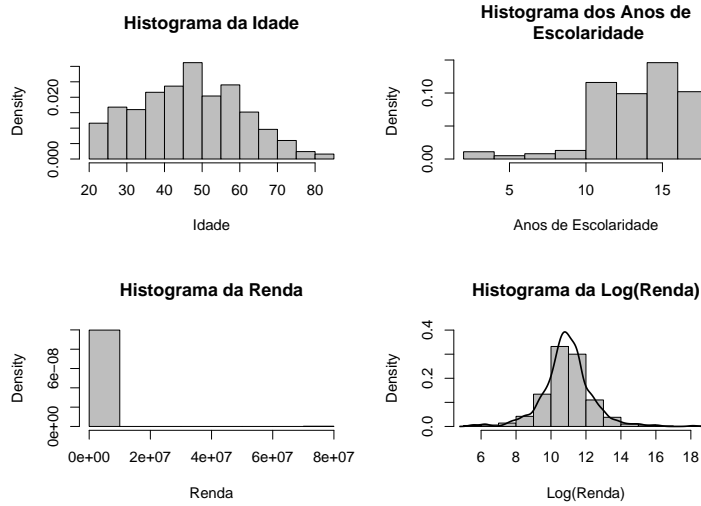 Histograma da Idade
Density
0.000
0.020
20
30
40
50
60
70
80
Idade
Histograma dos Anos de
Escolaridade
Density
0.00
0.10
5
10
15
Anos de Escolaridade
Histograma da Renda
Density
0e+00
6e−08
0e+00
2e+07
4e+07
6e+07
8e+07
Renda
Histograma da Log(Renda)
Density
0.0
0.2
0.4
6
8
10
12
14
16
18
Log(Renda)